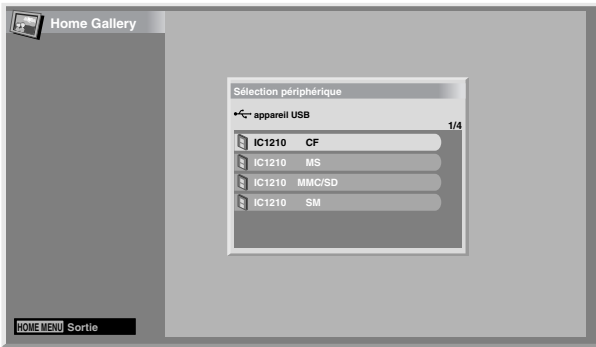 Home Gallery
Sélection périphérique
appareil USB
1/4
IC1210 CF
IC1210 MS
IC1210 MMC/SD
IC1210 SM
HOME MENU Sortie